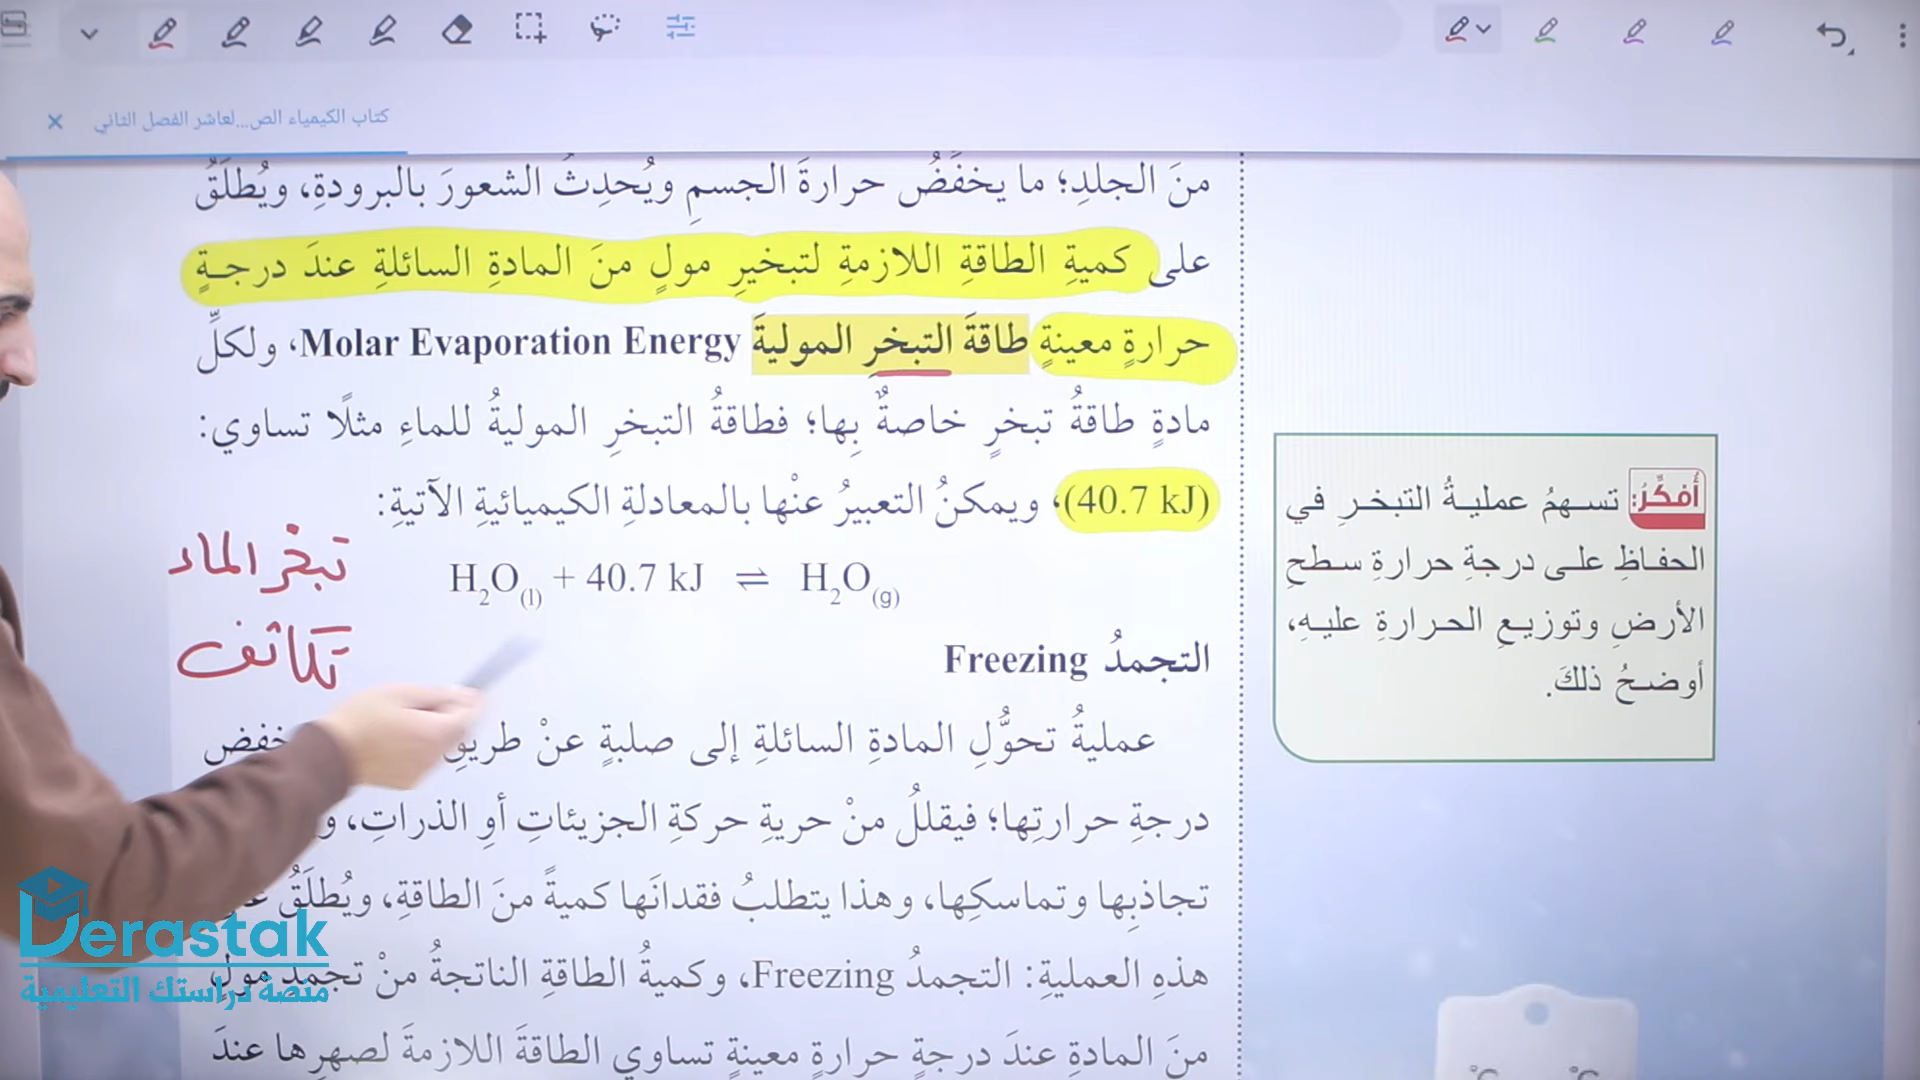 كتاب الكيمياء الص...لعاشر الفصل الثاني
منَ الجلدِ؛ ما يخفَضُ حرارةَ الجسمِ ويُحدِثُ الشعورَ بالبرودةِ، ويُطلَقُ
على كميةِ الطاقةِ اللازمةِ لتبخيرِ مولٍ منَ المادةِ السائلةِ عندَ درجةٍ
حرارةٍ معينةٍ طاقةَ التبخرِ الموليةَ Molar Evaporation Energy، ولكلِّ
مادةٍ طاقةُ تبخرٍ خاصةٌ بِها؛ فطاقةُ التبخرِ الموليةُ للماءِ مثلًا تساوي:
(40.7 kJ)، ويمكنُ التعبيرُ عنْها بالمعادلةِ الكيميائيةِ الآتيةِ:
H₂O(l) + 40.7 kJ ⇌ H₂O(g)
تبخر الماء
تكاثف
التجمدُ Freezing
عمليةُ تحوُّلِ المادةِ السائلةِ إلى صلبةٍ عنْ طريقِ خفض
درجةِ حرارتِها؛ فيقللُ منْ حريةِ حركةِ الجزيئاتِ أوِ الذراتِ،
تجاذبِها وتماسكِها، وهذا يتطلبُ فقدانَها كميةً منَ الطاقةِ، ويُطلَقُ
هذهِ العمليةِ: التجمدُ Freezing، وكميةُ الطاقةِ الناتجةُ منْ تجمدِ مولٍ
منَ المادةِ عندَ درجةِ حرارةٍ معينةٍ تساوي الطاقةَ اللازمةَ لصهرِها عندَ
أُفكِّرُ: تسهمُ عمليةُ التبخرِ في
الحفاظِ على درجةِ حرارةِ سطحِ
الأرضِ وتوزيعِ الحرارةِ عليهِ،
أوضحُ ذلكَ.
°C °C
Derastak
منصة دراستك التعليمية